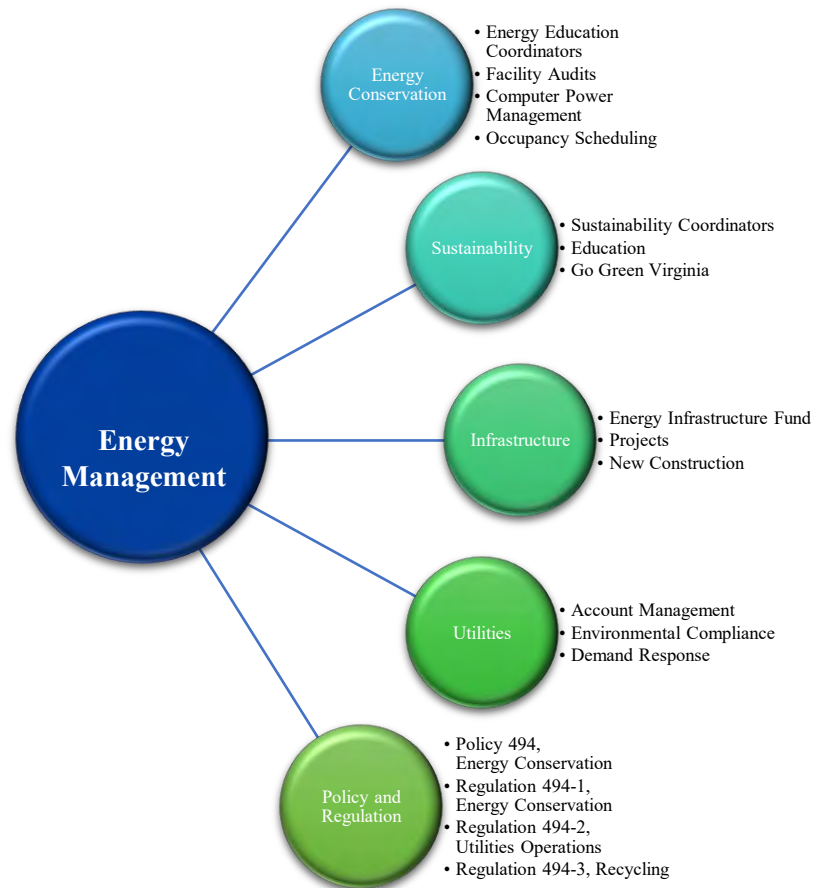 Energy
Management
Energy
Conservation
• Energy Education
Coordinators
• Facility Audits
• Computer Power
Management
• Occupancy Scheduling
Sustainability
• Sustainability Coordinators
• Education
• Go Green Virginia
Infrastructure
• Energy Infrastructure Fund
• Projects
• New Construction
Utilities
• Account Management
• Environmental Compliance
• Demand Response
Policy and
Regulation
• Policy 494,
Energy Conservation
• Regulation 494-1,
Energy Conservation
• Regulation 494-2,
Utilities Operations
• Regulation 494-3, Recycling